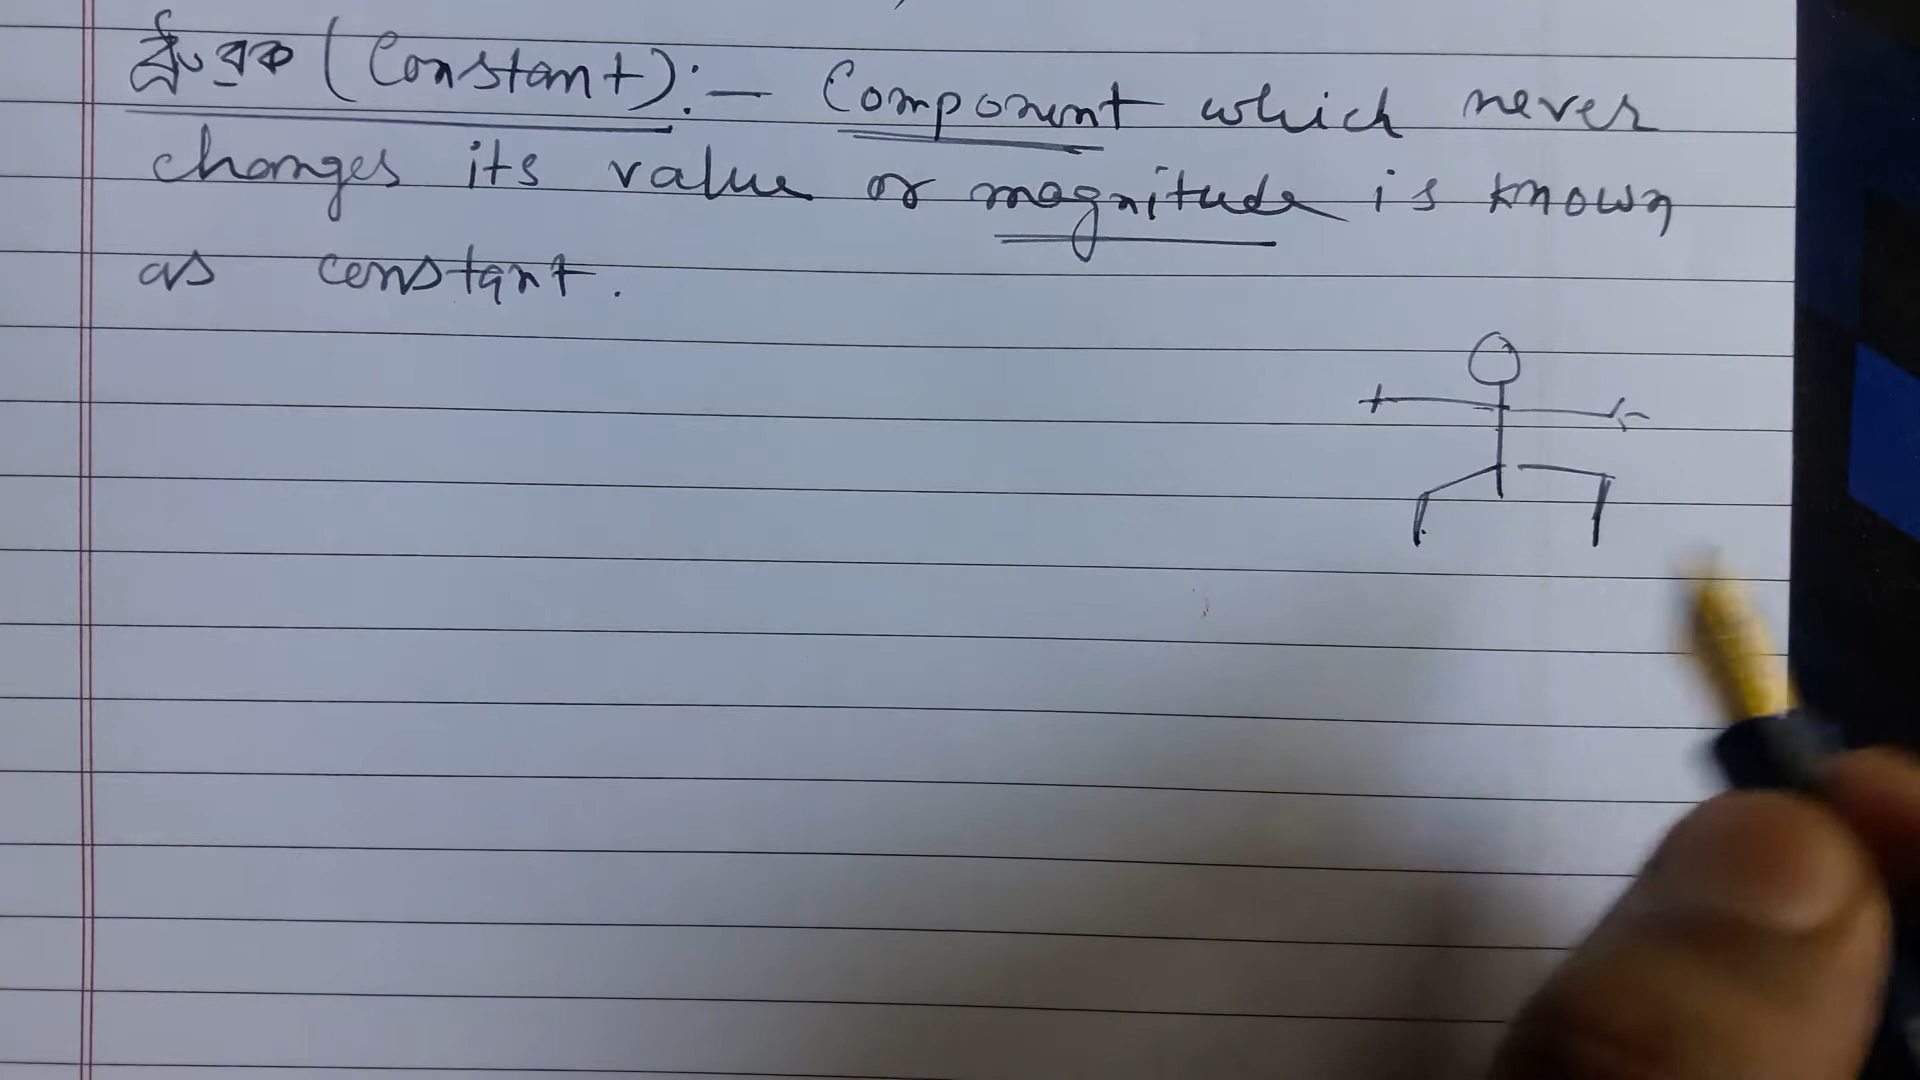 ধ্রুবক (Constant):- Component which never
changes its value or magnitude is known
as constant.